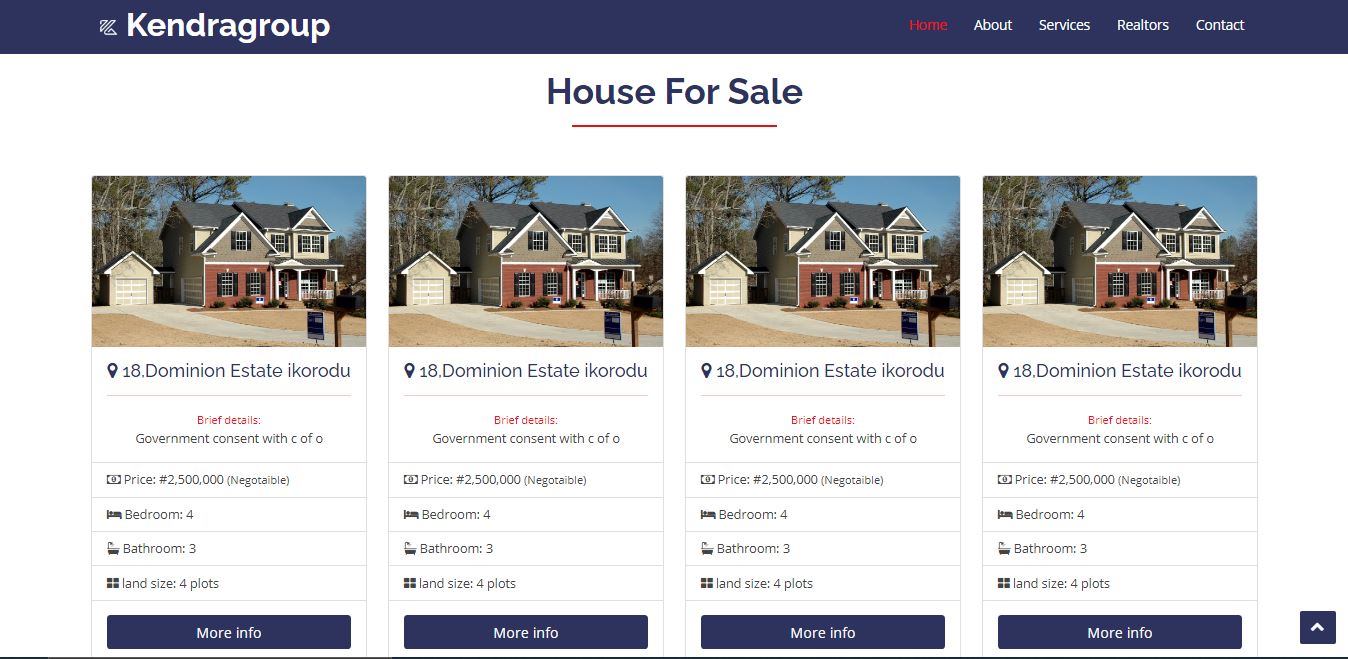 Kendragroup
Home About Services Realtors Contact
House For Sale
18,Dominion Estate ikorodu
Brief details:
Government consent with c of o
Price: #2,500,000 (Negotaible)
Bedroom: 4
Bathroom: 3
land size: 4 plots
More info
18,Dominion Estate ikorodu
Brief details:
Government consent with c of o
Price: #2,500,000 (Negotaible)
Bedroom: 4
Bathroom: 3
land size: 4 plots
More info
18,Dominion Estate ikorodu
Brief details:
Government consent with c of o
Price: #2,500,000 (Negotaible)
Bedroom: 4
Bathroom: 3
land size: 4 plots
More info
18,Dominion Estate ikorodu
Brief details:
Government consent with c of o
Price: #2,500,000 (Negotaible)
Bedroom: 4
Bathroom: 3
land size: 4 plots
More info